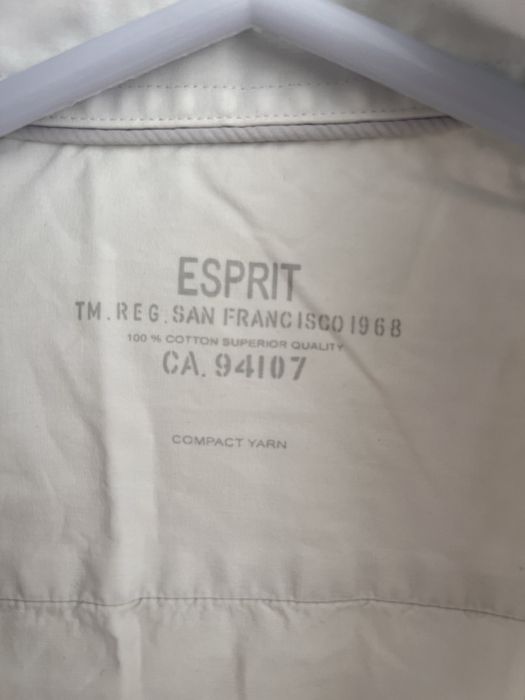 ESPRIT
TM.REG.SAN FRANCISCO 1968
100 % COTTON SUPERIOR QUALITY
CA. 94107
COMPACT YARN